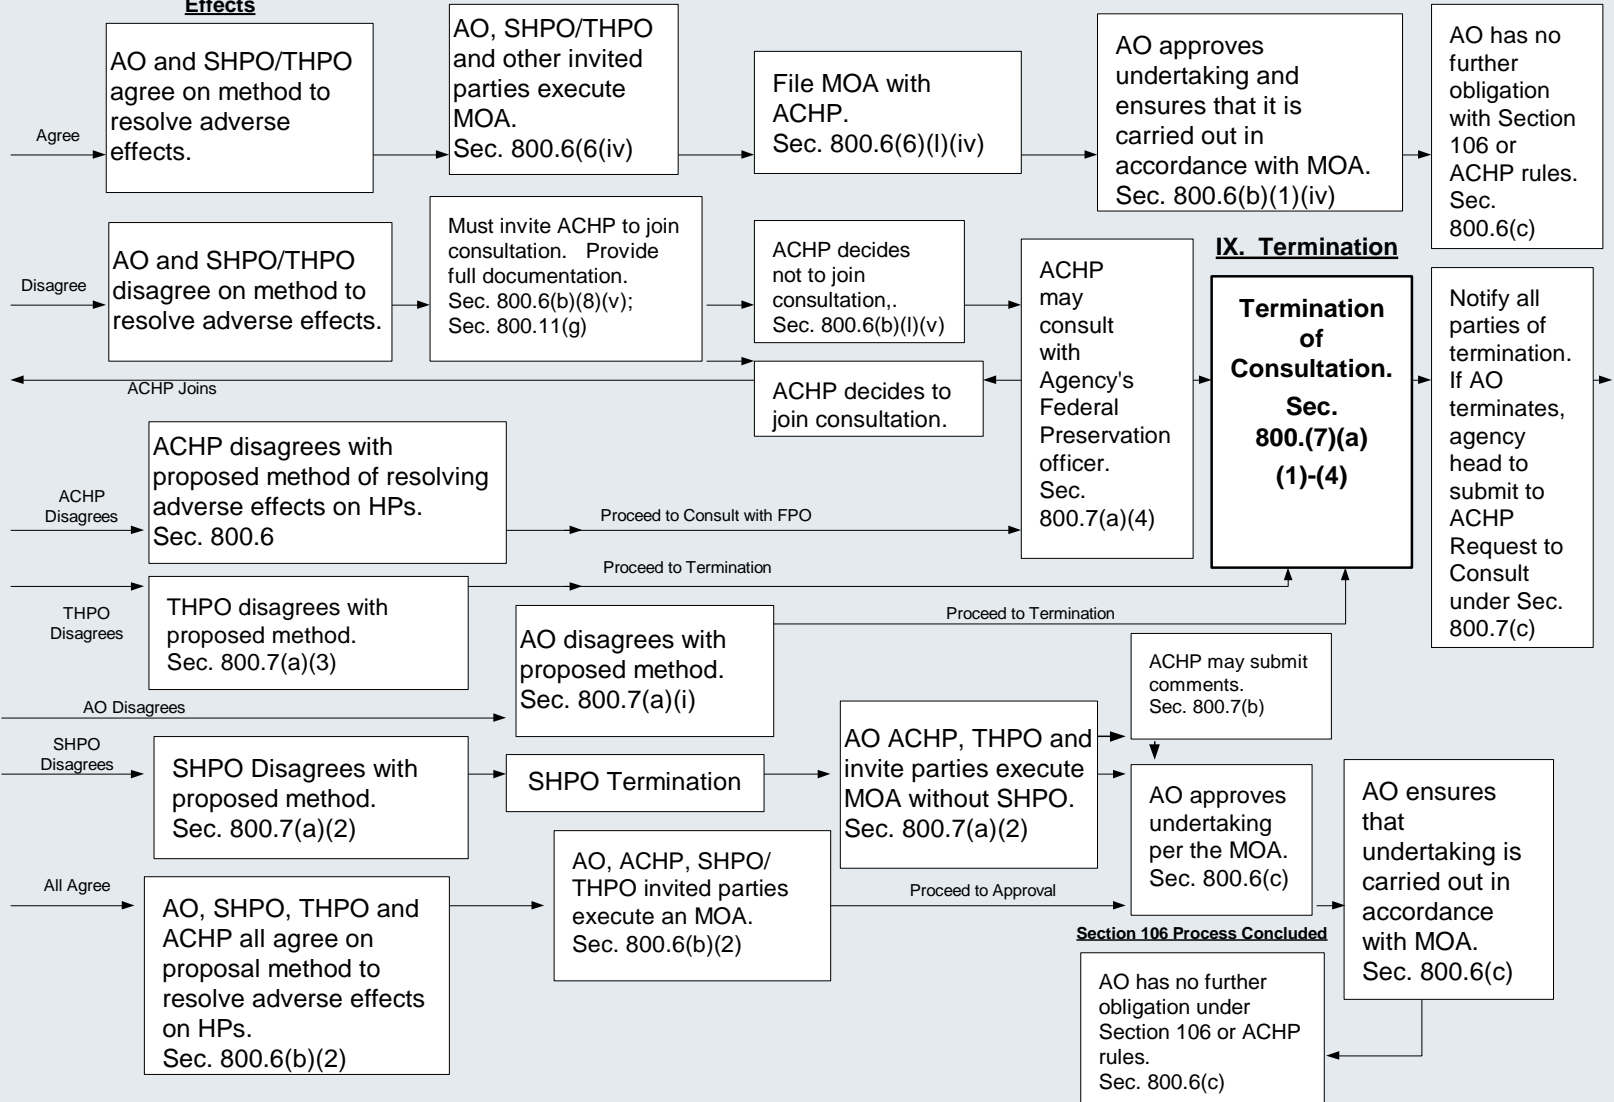 Effects
Agree
AO and SHPO/THPO
agree on method to
resolve adverse
effects.
AO, SHPO/THPO
and other invited
parties execute
MOA.
Sec. 800.6(6(iv)
File MOA with
ACHP.
Sec. 800.6(6)(l)(iv)
AO approves
undertaking and
ensures that it is
carried out in
accordance with MOA.
Sec. 800.6(b)(1)(iv)
AO has no
further
obligation
with Section
106 or
ACHP rules.
Sec.
800.6(c)
Disagree
AO and SHPO/THPO
disagree on method to
resolve adverse effects.
Must invite ACHP to join
consultation.   Provide
full documentation.
Sec. 800.6(b)(8)(v);
Sec. 800.11(g)
ACHP decides
not to join
consultation,.
Sec. 800.6(b)(l)(v)
ACHP Joins
ACHP decides to
join consultation.
ACHP
may
consult
with
Agency's
Federal
Preservation
officer.
Sec.
800.7(a)(4)
IX.  Termination
Termination
of
Consultation.
Sec.
800.(7)(a)
(1)-(4)
Notify all
parties of
termination.
If AO
terminates,
agency
head to
submit to
ACHP
Request to
Consult
under Sec.
800.7(c)
ACHP
Disagrees
ACHP disagrees with
proposed method of resolving
adverse effects on HPs.
Sec. 800.6
Proceed to Consult with FPO
THPO
Disagrees
THPO disagrees with
proposed method.
Sec. 800.7(a)(3)
Proceed to Termination
AO Disagrees
AO disagrees with
proposed method.
Sec. 800.7(a)(i)
Proceed to Termination
SHPO
Disagrees
SHPO Disagrees with
proposed method.
Sec. 800.7(a)(2)
SHPO Termination
AO ACHP, THPO and
invite parties execute
MOA without SHPO.
Sec. 800.7(a)(2)
ACHP may submit
comments.
Sec. 800.7(b)
AO approves
undertaking
per the MOA.
Sec. 800.6(c)
AO ensures
that
undertaking is
carried out in
accordance
with MOA.
Sec. 800.6(c)
All Agree
AO, SHPO, THPO and
ACHP all agree on
proposal method to
resolve adverse effects
on HPs.
Sec. 800.6(b)(2)
AO, ACHP, SHPO/
THPO invited parties
execute an MOA.
Sec. 800.6(b)(2)
Proceed to Approval
Section 106 Process Concluded
AO has no further
obligation under
Section 106 or ACHP
rules.
Sec. 800.6(c)